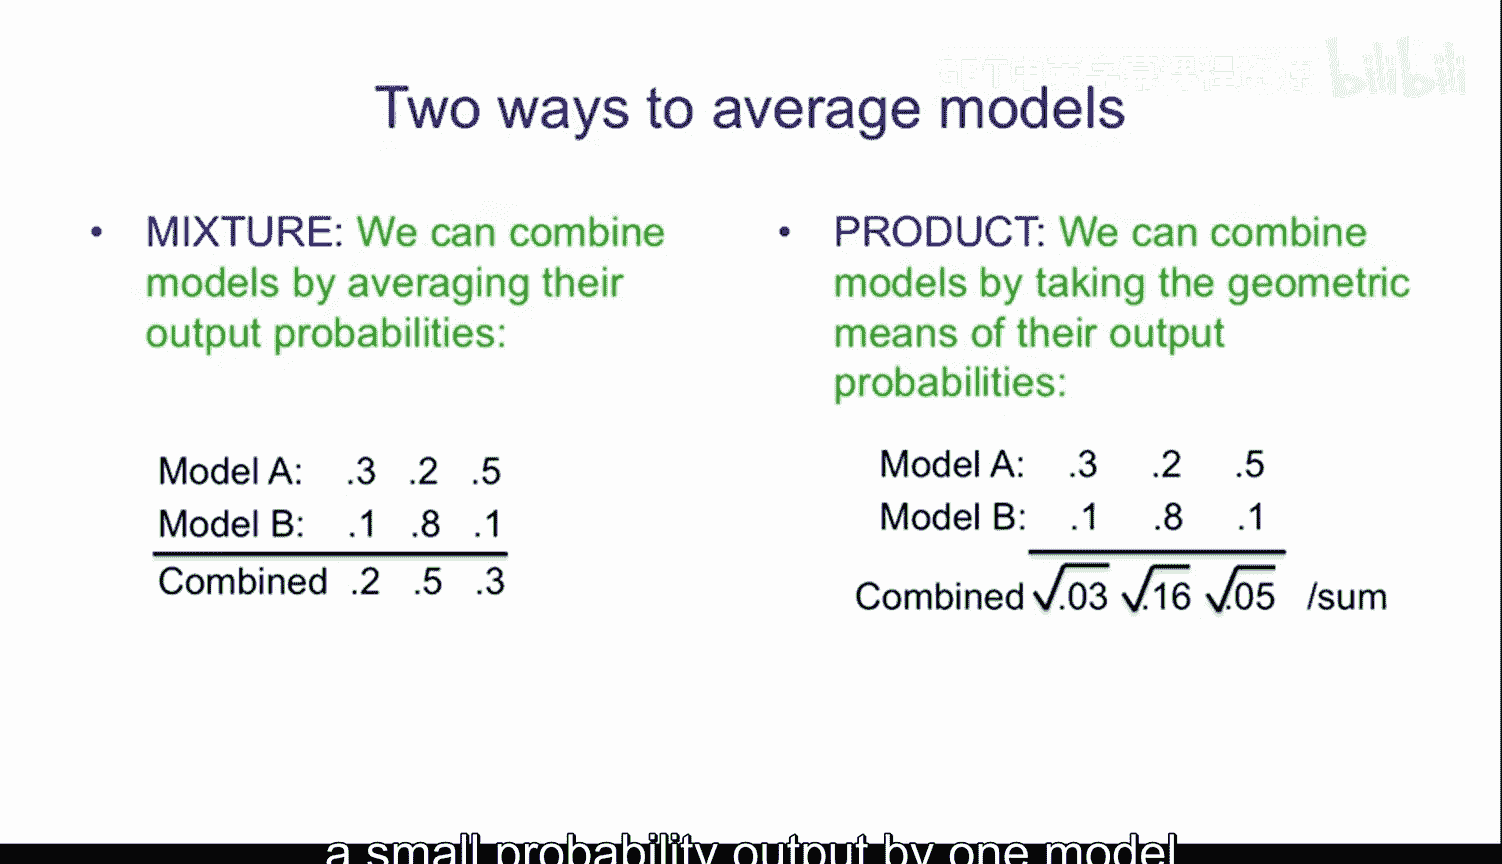 bilibili
Two ways to average models
• MIXTURE: We can combine
models by averaging their
output probabilities:
Model A: .3 .2 .5
Model B: .1 .8 .1
Combined .2 .5 .3
• PRODUCT: We can combine
models by taking the geometric
means of their output
probabilities:
Model A: .3 .2 .5
Model B: .1 .8 .1
Combined √.03 √.16 √.05 /sum
a small probability output by one model